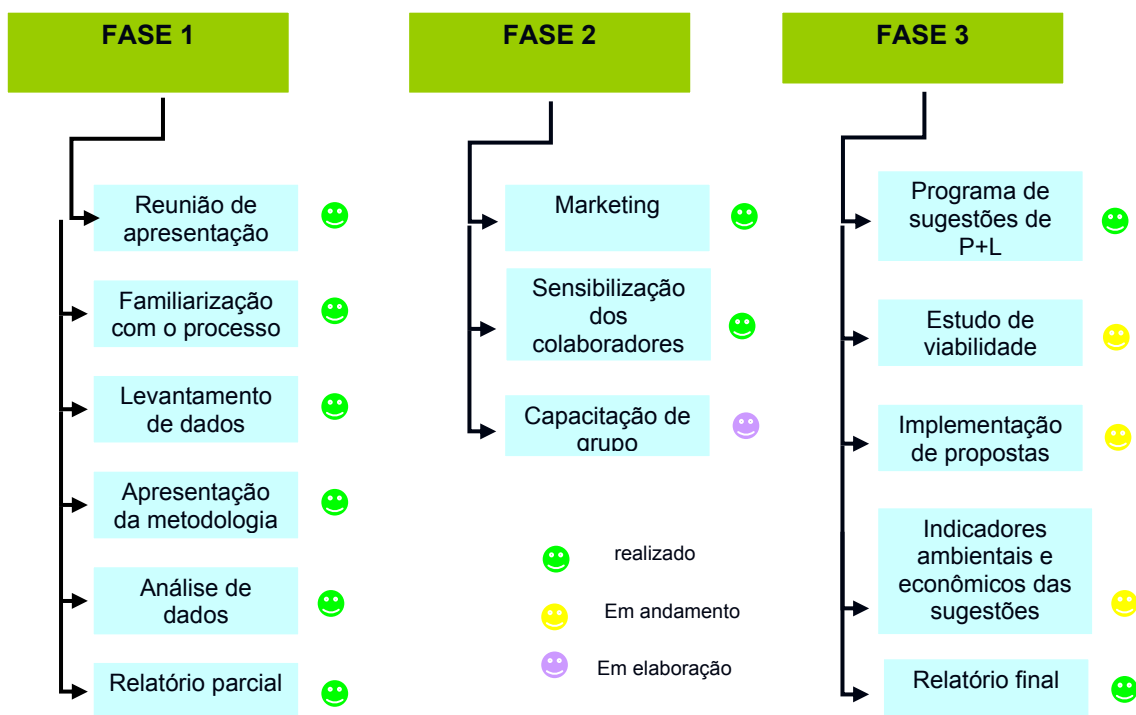 FASE 1
Reunião de
apresentação
Familiarização
com o processo
Levantamento
de dados
Apresentação
da metodologia
Análise de
dados
Relatório parcial
FASE 2
Marketing
Sensibilização
dos
colaboradores
Capacitação de
grupo
realizado
Em andamento
Em elaboração
FASE 3
Programa de
sugestões de
P+L
Estudo de
viabilidade
Implementação
de propostas
Indicadores
ambientais e
econômicos das
sugestões
Relatório final